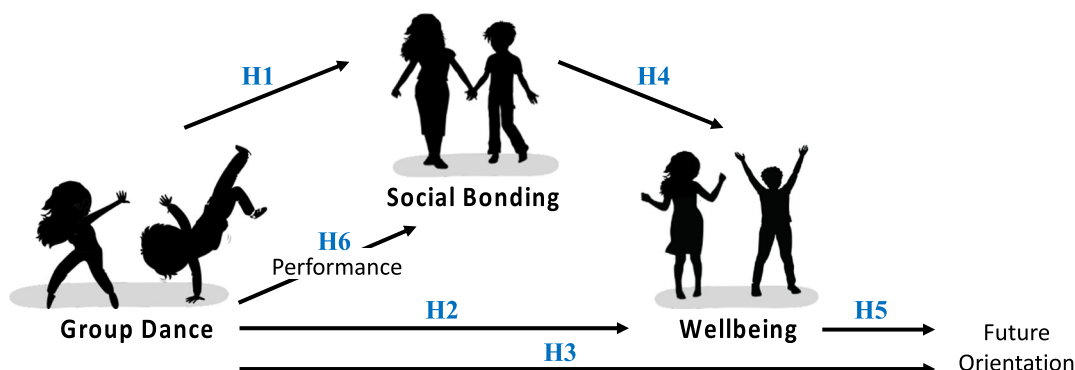 H1
H4
Social Bonding
H6
Performance
H2
Group Dance
Wellbeing
H5
H3
Future
Orientation